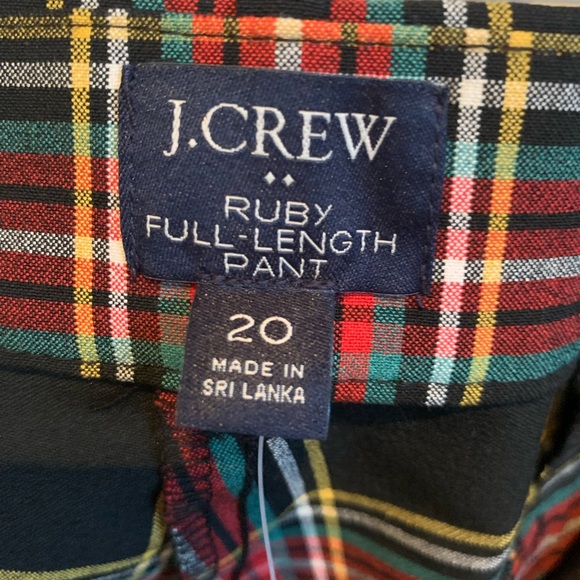 J.CREW
RUBY
FULL-LENGTH
PANT
20
MADE IN
SRI LANKA